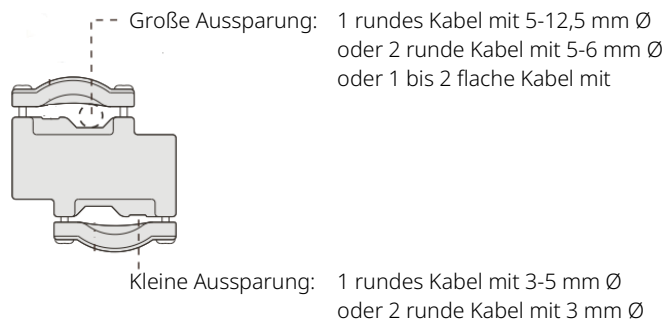 Große Aussparung: 1 rundes Kabel mit 5-12,5 mm Ø
oder 2 runde Kabel mit 5-6 mm Ø
oder 1 bis 2 flache Kabel mit
Kleine Aussparung: 1 rundes Kabel mit 3-5 mm Ø
oder 2 runde Kabel mit 3 mm Ø